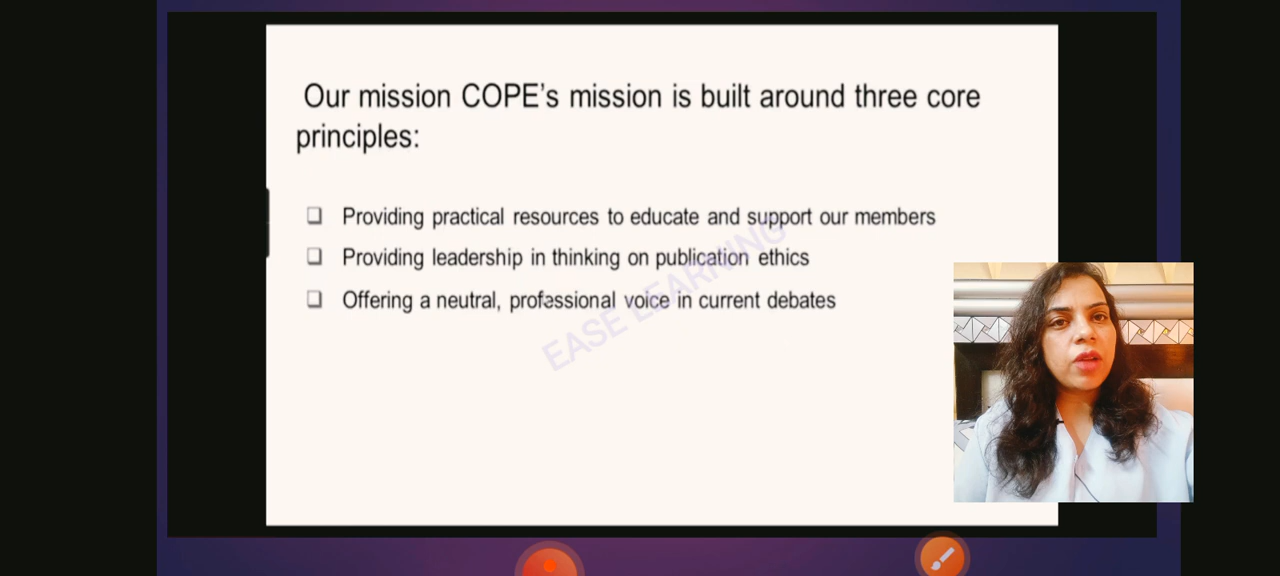 Our mission COPE's mission is built around three core
principles:
❑ Providing practical resources to educate and support our members
❑ Providing leadership in thinking on publication ethics
❑ Offering a neutral, professional voice in current debates
EASE LEARNING